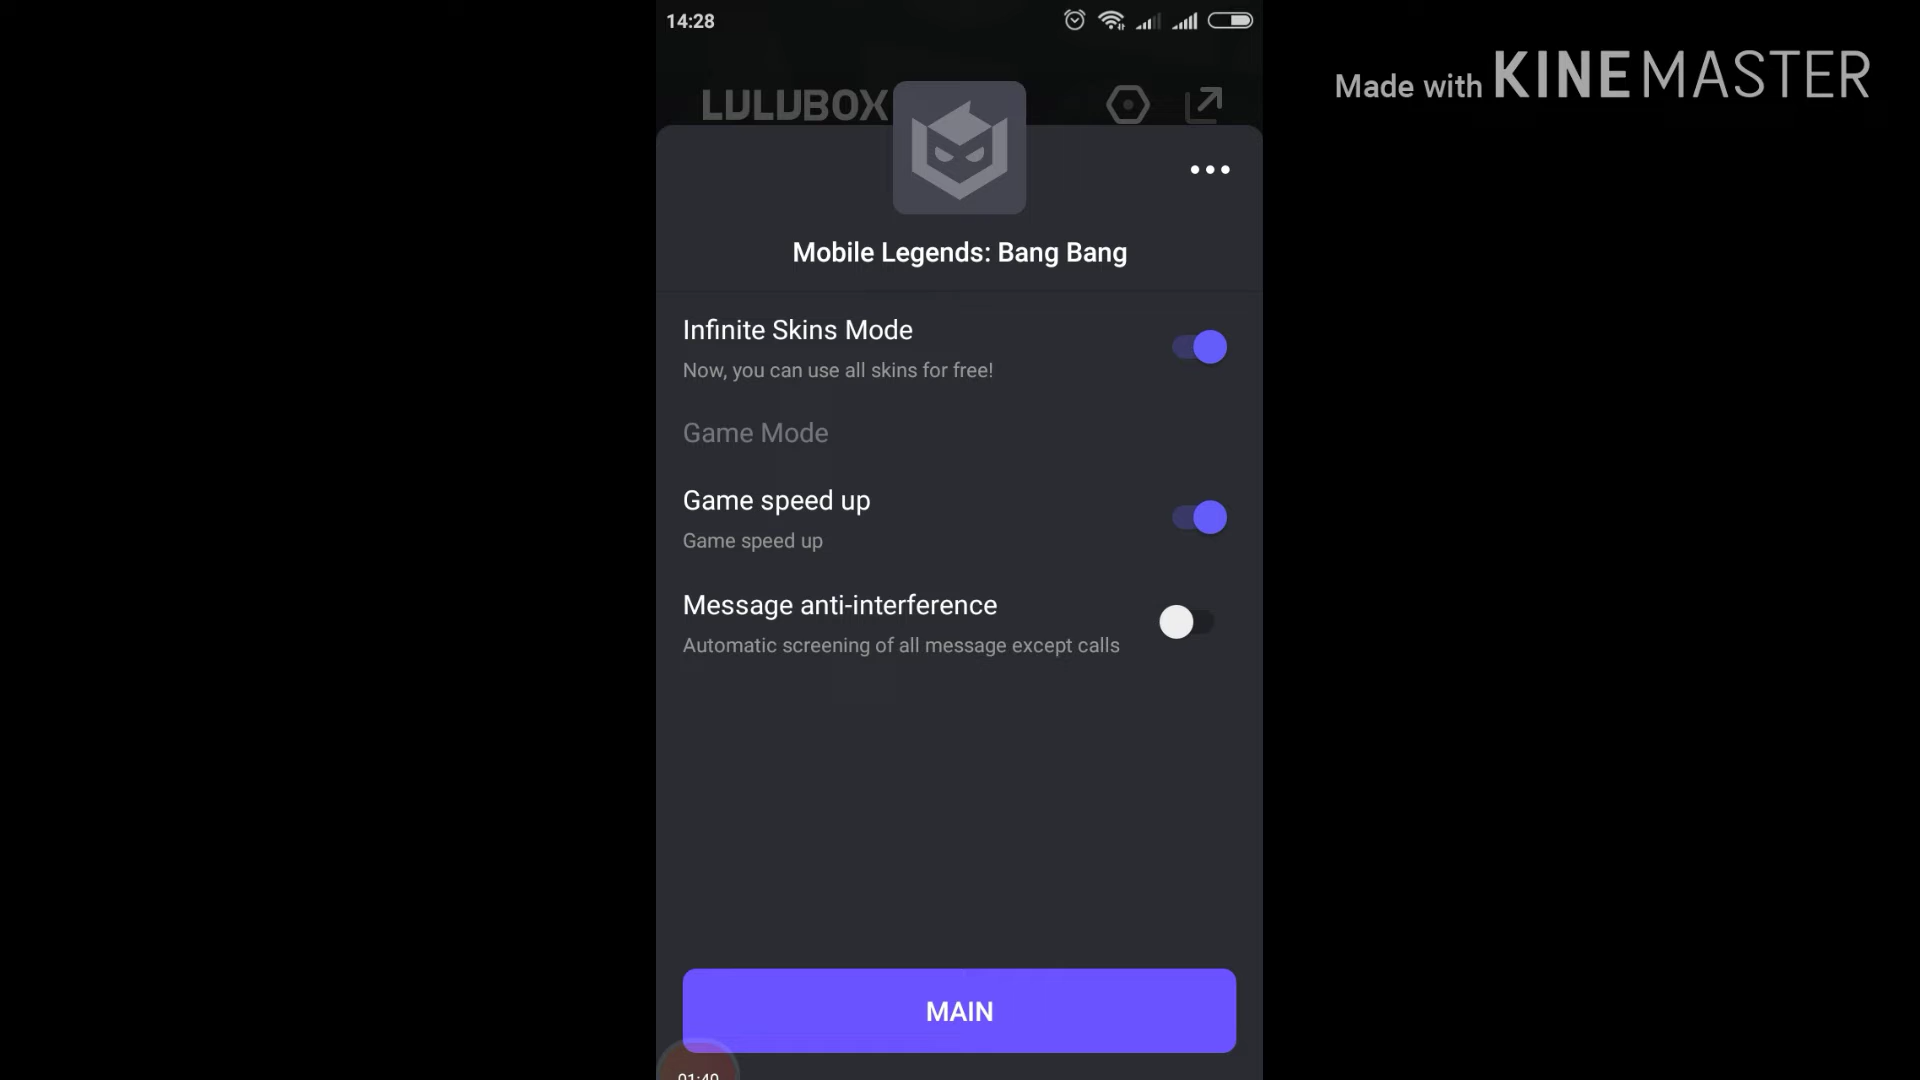 14:28
Made with KINEMASTER
LULUBOX
Mobile Legends: Bang Bang
Infinite Skins Mode
Now, you can use all skins for free!
Game Mode
Game speed up
Game speed up
Message anti-interference
Automatic screening of all message except calls
MAIN
01:40